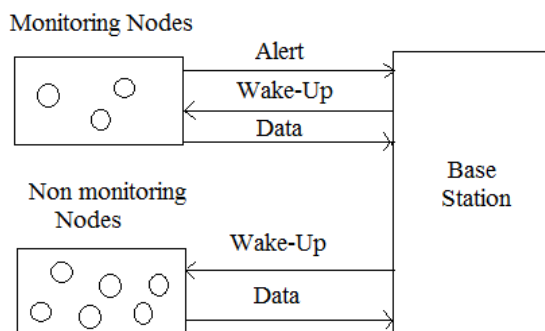 Monitoring Nodes
Alert
Wake-Up
Data
Base
Station
Non monitoring
Nodes
Wake-Up
Data